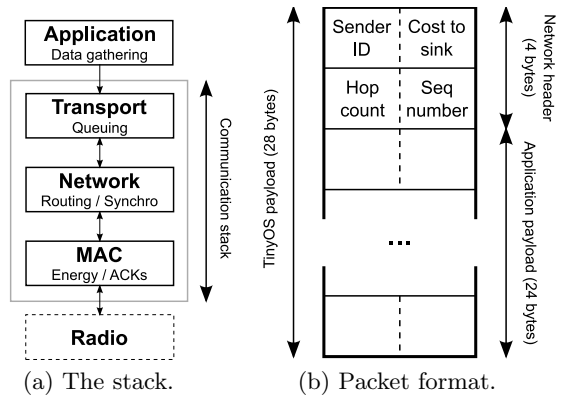 Application
Data gathering
Transport
Queuing
Network
Routing / Synchro
MAC
Energy / ACKs
Radio
Communication stack
(a) The stack.
TinyOS payload (28 bytes)
Sender
ID
Cost to
sink
Hop
count
Seq
number
...
Network header
(4 bytes)
Application payload (24 bytes)
(b) Packet format.